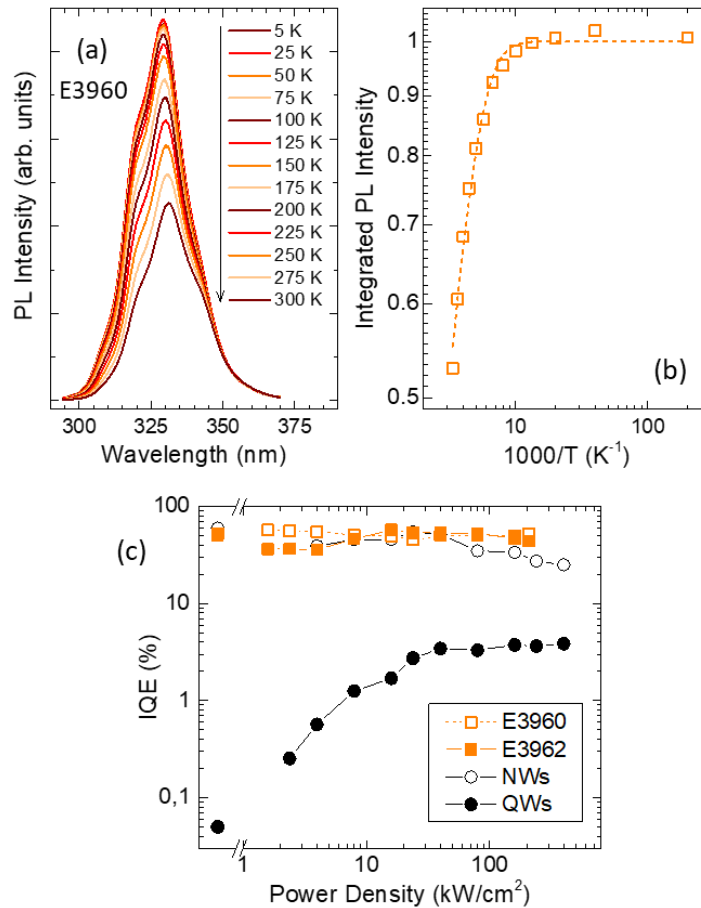 (a)
E3960
5 K
25 K
50 K
75 K
100 K
125 K
150 K
175 K
200 K
225 K
250 K
275 K
300 K
PL Intensity (arb. units)
300 325 350 375
Wavelength (nm)
1
0.9
0.8
0.7
0.6
0.5
Integrated PL Intensity
(b)
10 100
1000/T (K⁻¹)
(c)
100
10
1
0,1
IQE (%)
E3960
E3962
NWs
QWs
1 10 100
Power Density (kW/cm²)